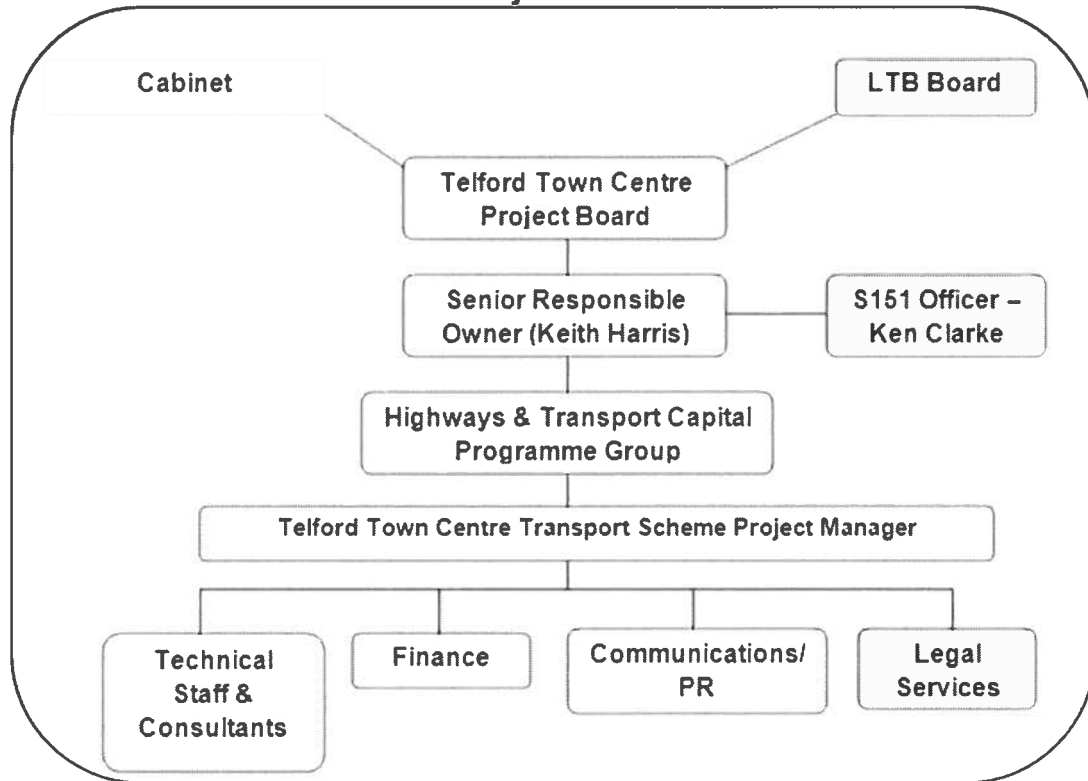 Cabinet
LTB Board
Telford Town Centre
Project Board
Senior Responsible
Owner (Keith Harris)
S151 Officer –
Ken Clarke
Highways & Transport Capital
Programme Group
Telford Town Centre Transport Scheme Project Manager
Technical
Staff &
Consultants
Finance
Communications/
PR
Legal
Services